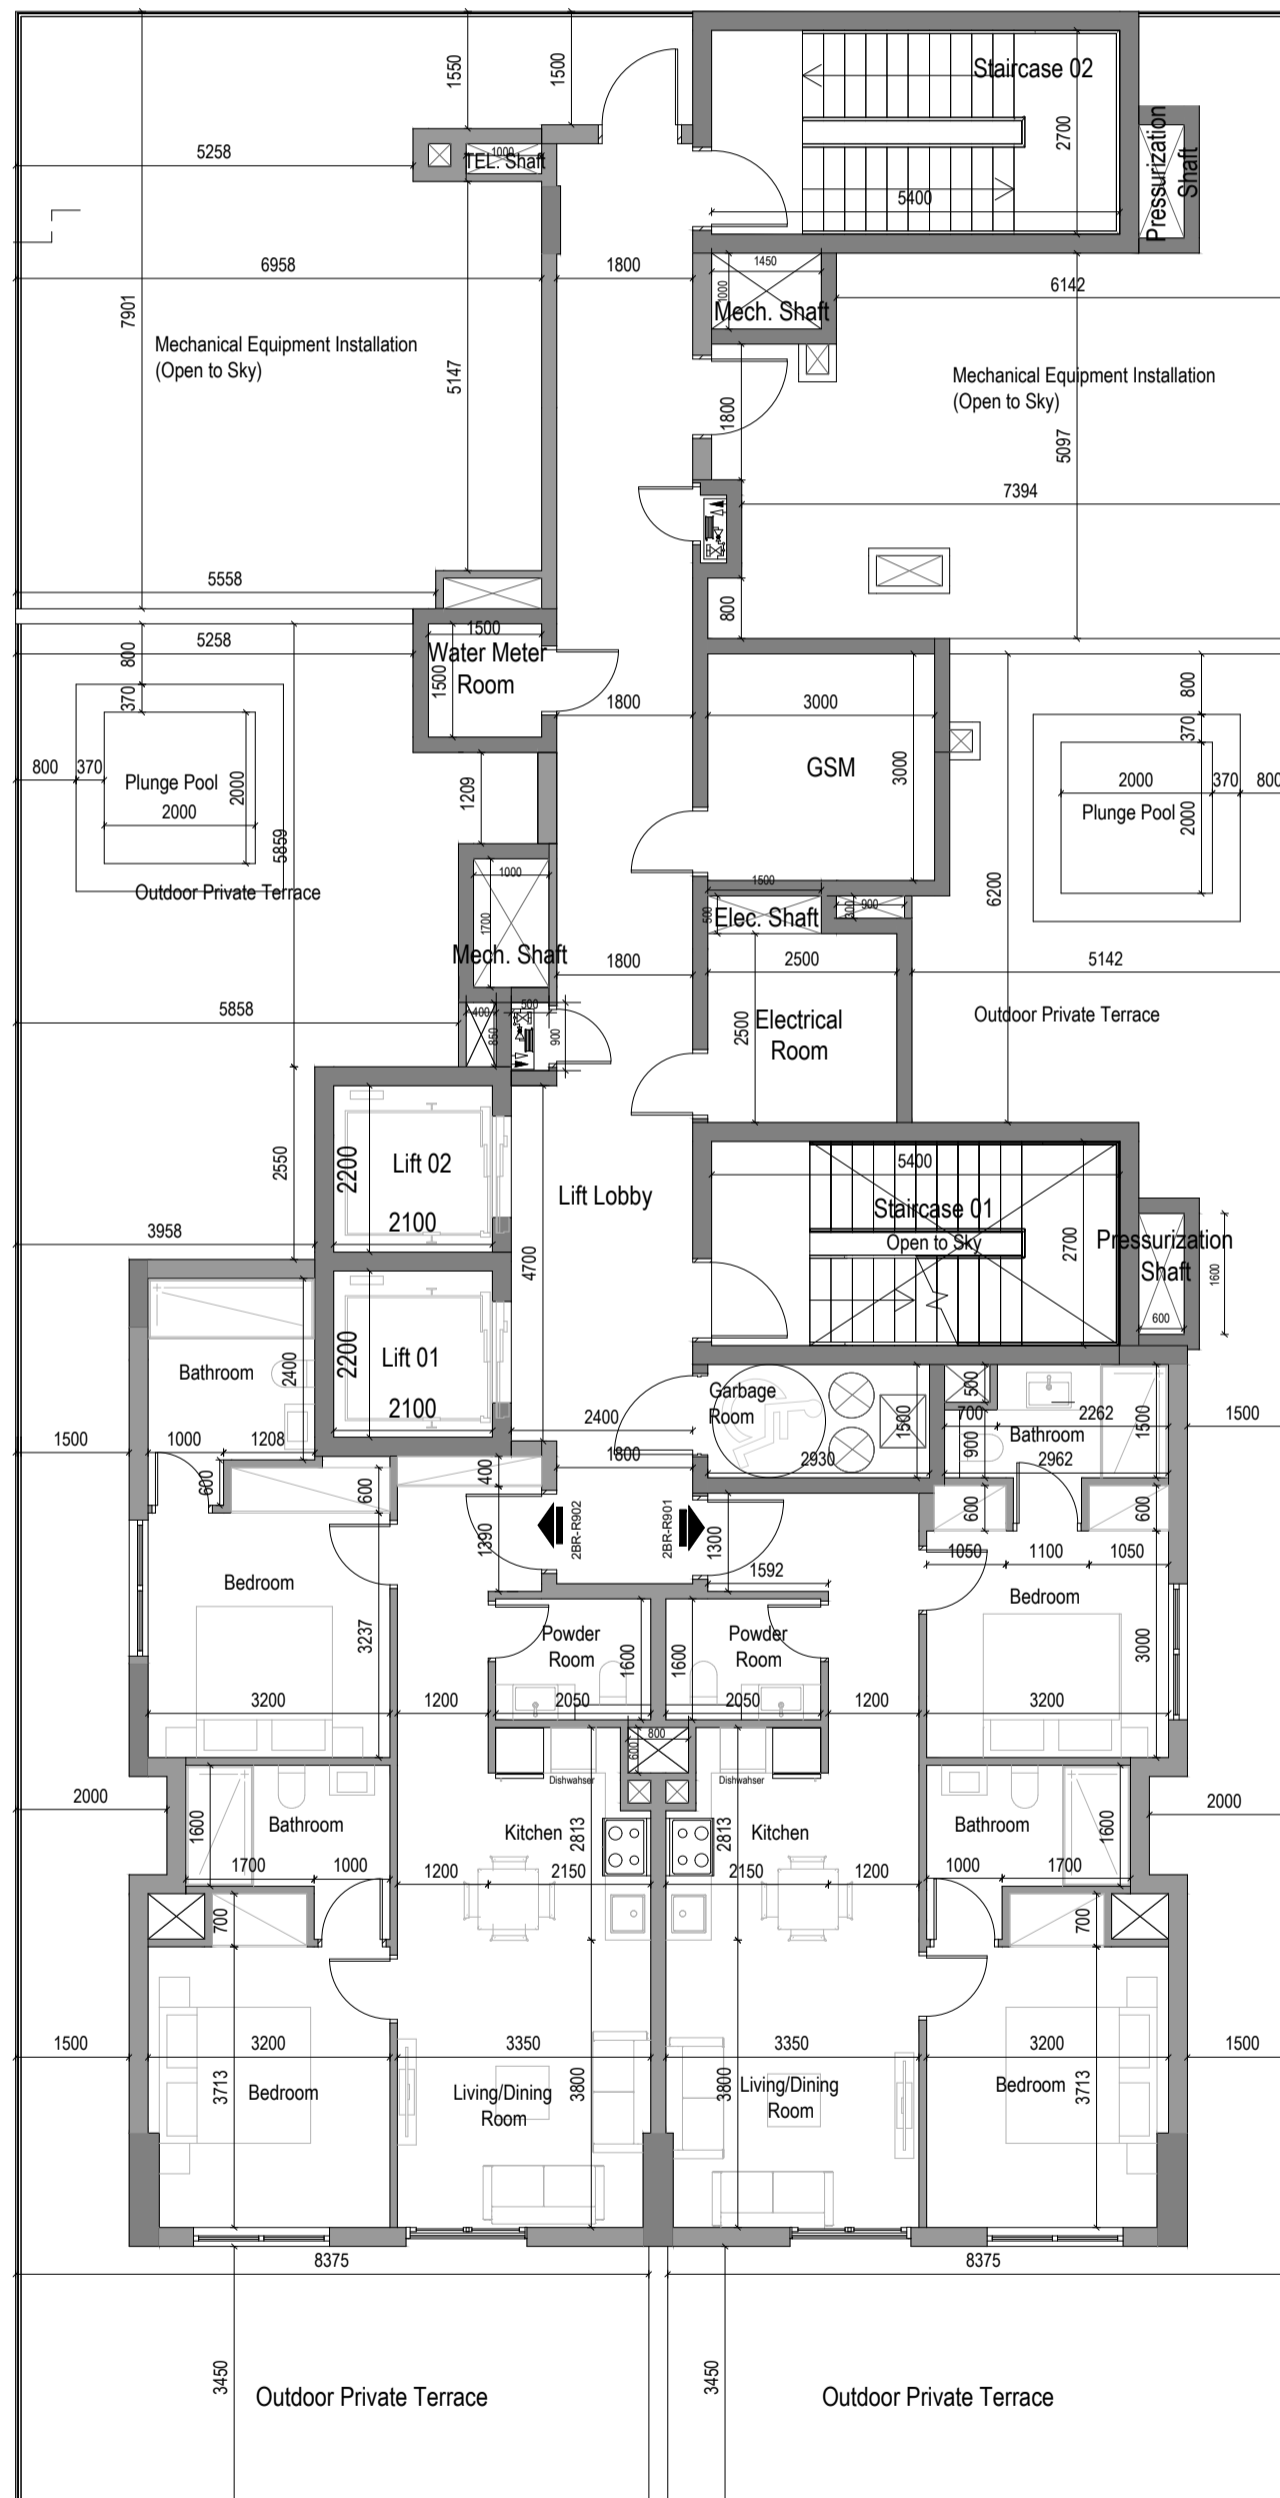 1550
1500
Staircase 02
2700
Pressurization
Shaft
5258
1000
TEL. Shaft
5400
6958
1800
1450
1000
6142
Mech. Shaft
7901
Mechanical Equipment Installation
(Open to Sky)
5147
1800
Mechanical Equipment Installation
(Open to Sky)
5097
7394
5558
800
5258
800
370
1500
Water Meter
Room
1500
1800
3000
GSM
3000
800
370
800
370
Plunge Pool
2000
2000
5859
1209
2000
370
800
Plunge Pool
2000
Outdoor Private Terrace
1000
1700
Mech. Shaft
1500
500
Elec. Shaft
300
900
6200
1800
2500
5142
5858
400
850
500
900
2500
Electrical
Room
Outdoor Private Terrace
2550
2200
Lift 02
2100
Lift Lobby
5400
Staircase 01
Open to Sky
2700
Pressurization
Shaft
1600
600
3958
4700
2200
Lift 01
2100
Bathroom
2400
Garbage
Room
1500
2930
500
700
2262
Bathroom
900
2962
1500
1500
1500
1000
1208
2400
1800
600
600
400
1390
2BR-R902
2BR-R901
1300
1592
600
600
1050
1100
1050
Bedroom
3237
3200
Powder
Room
1600
2050
Powder
Room
1600
2050
Bedroom
3000
3200
1200
1200
800
600
Dishwahser
Dishwahser
2000
1600
Bathroom
1700
1000
Kitchen
2813
1200
2150
2813
Kitchen
2150
1200
Bathroom
1600
1000
1700
2000
700
700
1500
3200
3713
Bedroom
3350
Living/Dining
Room
3800
3350
3800
Living/Dining
Room
3200
Bedroom
3713
1500
8375
8375
3450
Outdoor Private Terrace
3450
Outdoor Private Terrace